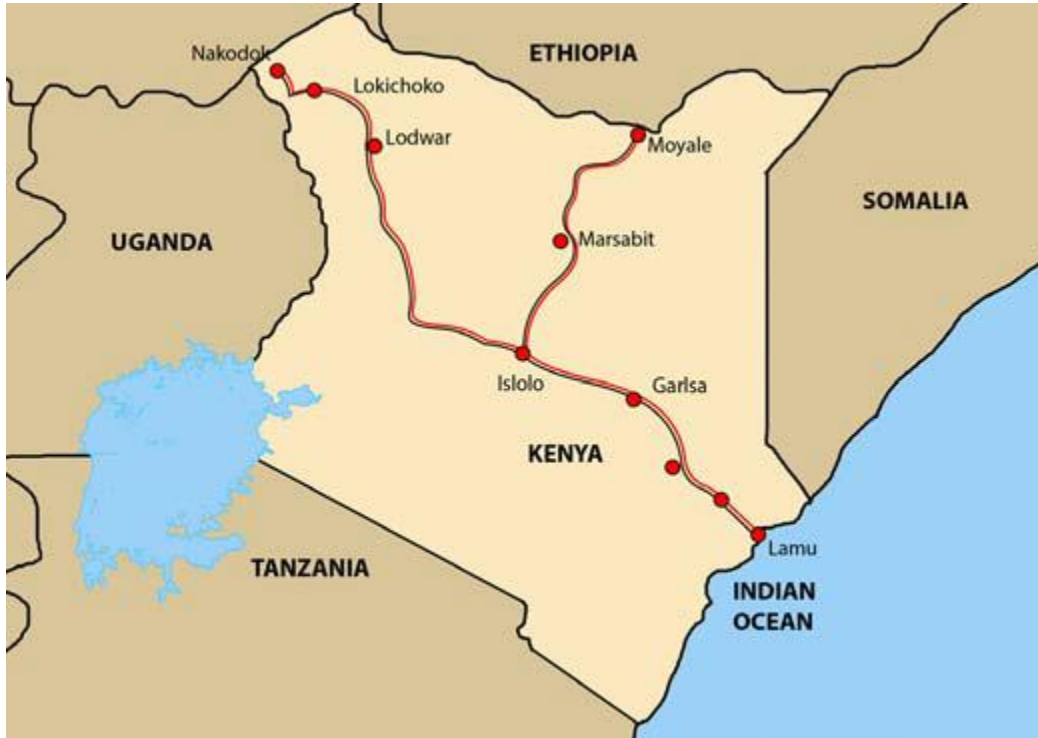 Nakodok
ETHIOPIA
Lokichoko
Lodwar
Moyale
SOMALIA
UGANDA
Marsabit
Islolo
Garlsa
KENYA
Lamu
TANZANIA
INDIAN
OCEAN